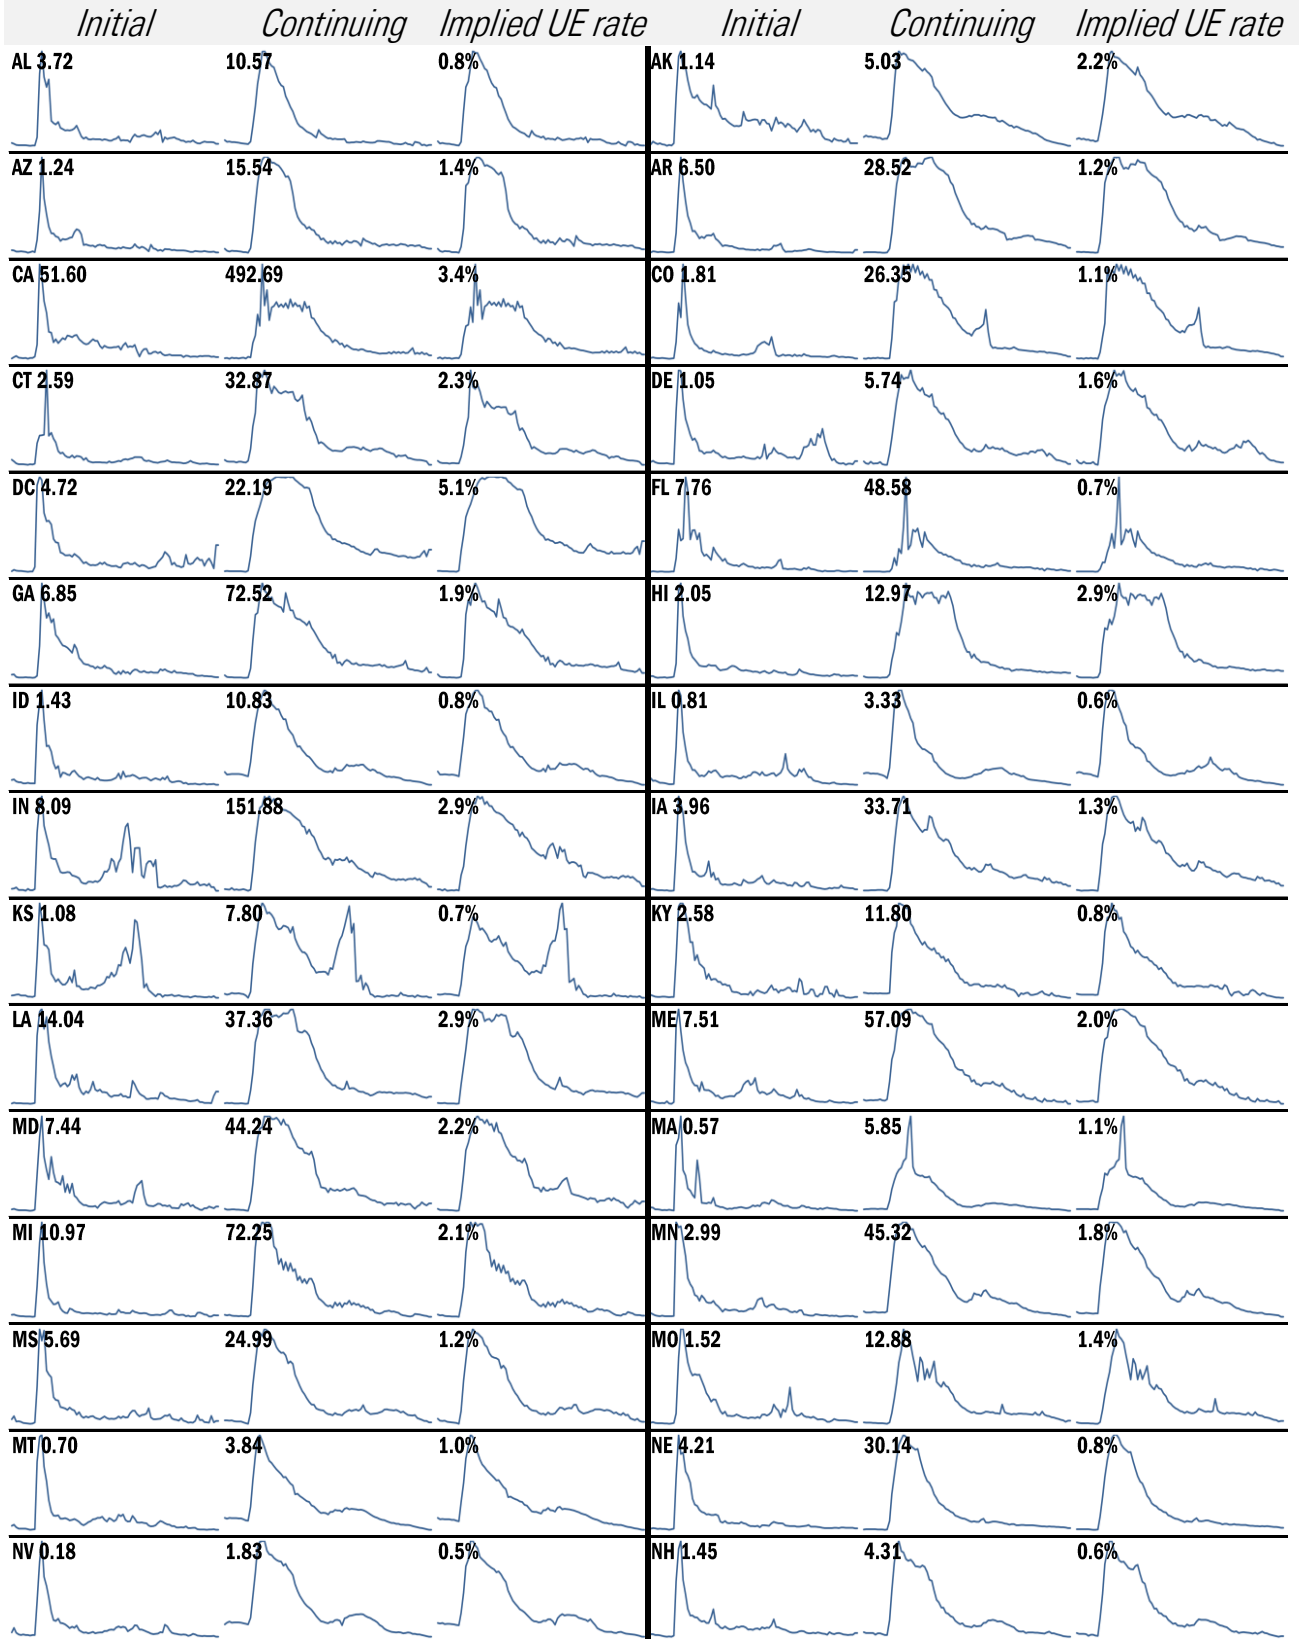 Initial Continuing Implied UE rate Initial Continuing Implied UE rate
AL 3.72 10.57 0.8% AK 1.14 5.03 2.2%
AZ 1.24 15.54 1.4% AR 6.50 28.52 1.2%
CA 51.60 492.69 3.4% CO 1.81 26.35 1.1%
CT 2.59 32.87 2.3% DE 1.05 5.74 1.6%
DC 4.72 22.19 5.1% FL 7.76 48.58 0.7%
GA 6.85 72.52 1.9% HI 2.05 12.97 2.9%
ID 1.43 10.83 0.8% IL 0.81 3.33 0.6%
IN 8.09 151.88 2.9% IA 3.96 33.71 1.3%
KS 1.08 7.80 0.7% KY 2.58 11.80 0.8%
LA 14.04 37.36 2.9% ME 7.51 57.09 2.0%
MD 7.44 44.24 2.2% MA 0.57 5.85 1.1%
MI 10.97 72.25 2.1% MN 2.99 45.32 1.8%
MS 5.69 24.99 1.2% MO 1.52 12.88 1.4%
MT 0.70 3.84 1.0% NE 4.21 30.14 0.8%
NV 0.18 1.83 0.5% NH 1.45 4.31 0.6%